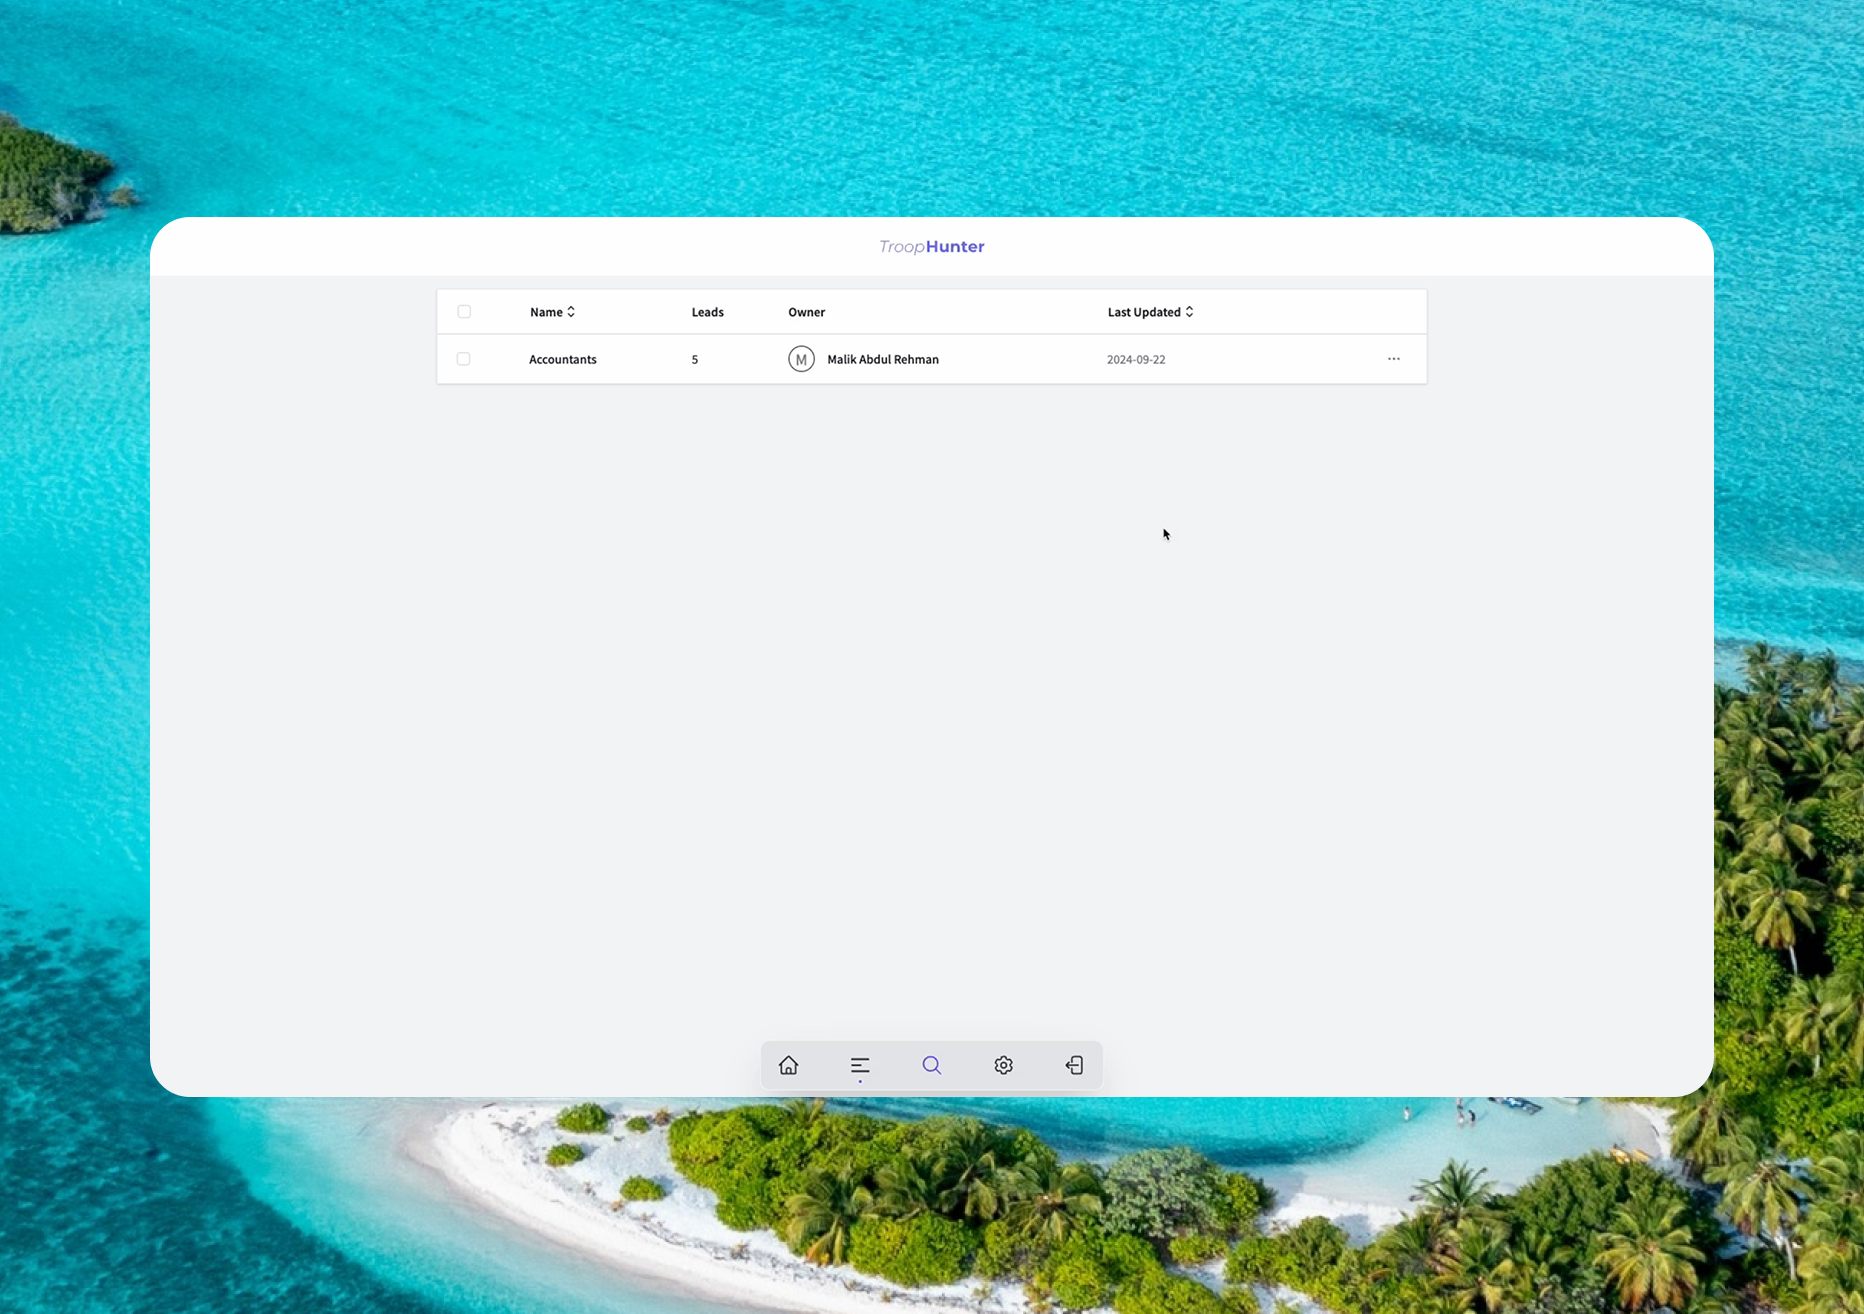 TroopHunter
Name Leads Owner Last Updated
Accountants 5 M Malik Abdul Rehman 2024-09-22 ...